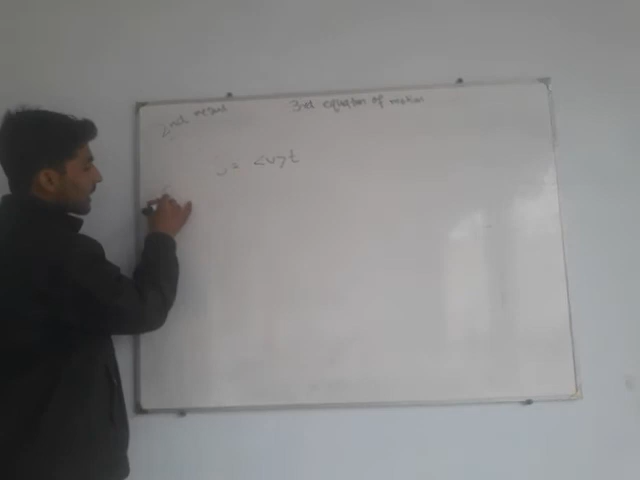 2nd method 3rd equation of motion
s = <v>t